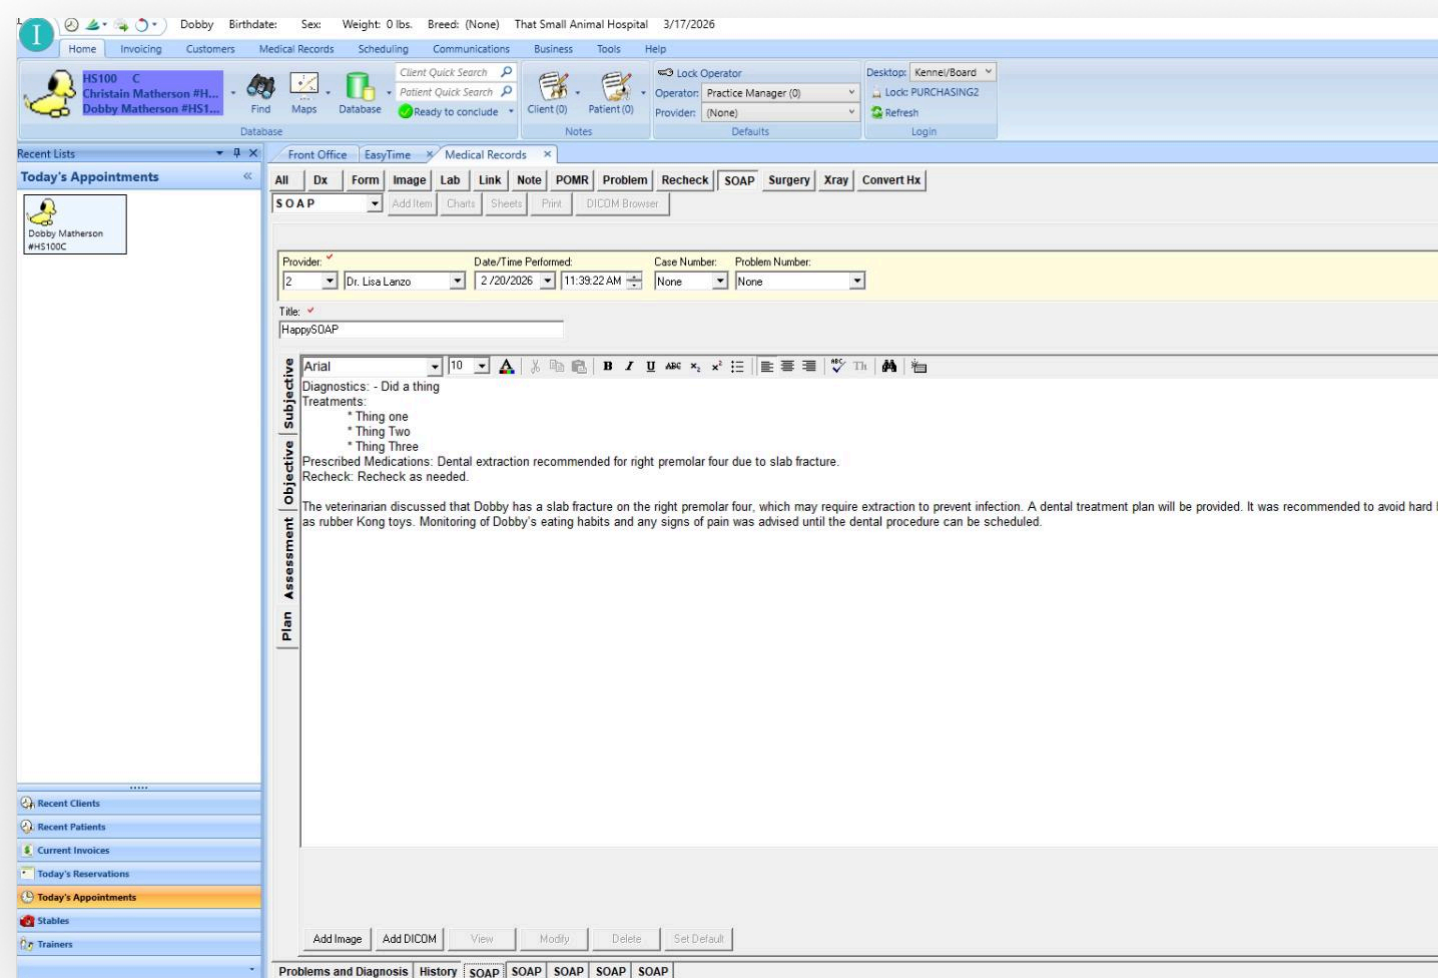 I
Dobby Birthdate: Sex: Weight: 0 lbs. Breed: (None) That Small Animal Hospital 3/17/2026
Home Invoicing Customers Medical Records Scheduling Communications Business Tools Help
HS100 C
Christain Matherson #H...
Dobby Matherson #HS1...
Find Maps Database
Client Quick Search
Patient Quick Search
Ready to conclude
Database
Client (0) Patient (0)
Notes
Lock Operator
Operator: Practice Manager (0)
Provider: (None)
Defaults
Desktop: Kennel/Board
Lock: PURCHASING2
Refresh
Login
Recent Lists
Today's Appointments
Dobby Matherson
#HS100C
Recent Clients
Recent Patients
Current Invoices
Today's Reservations
Today's Appointments
Stables
Trainers
Front Office EasyTime Medical Records
All Dx Form Image Lab Link Note POMR Problem Recheck SOAP Surgery Xray Convert Hx
S O A P Add Item Charts Sheets Print DICOM Browser
Provider: Date/Time Performed: Case Number: Problem Number:
2 Dr. Lisa Lanzo 2 /20/2026 11:39:22 AM None None
Title:
HappySOAP
Arial 10 A B I U ABC x₂ x² ABC Th
Subjective
Objective
Assessment
Plan
Diagnostics: - Did a thing
Treatments:
* Thing one
* Thing Two
* Thing Three
Prescribed Medications: Dental extraction recommended for right premolar four due to slab fracture.
Recheck: Recheck as needed.
The veterinarian discussed that Dobby has a slab fracture on the right premolar four, which may require extraction to prevent infection. A dental treatment plan will be provided. It was recommended to avoid hard
as rubber Kong toys. Monitoring of Dobby's eating habits and any signs of pain was advised until the dental procedure can be scheduled.
Add Image Add DICOM View Modify Delete Set Default
Problems and Diagnosis History SOAP SOAP SOAP SOAP SOAP